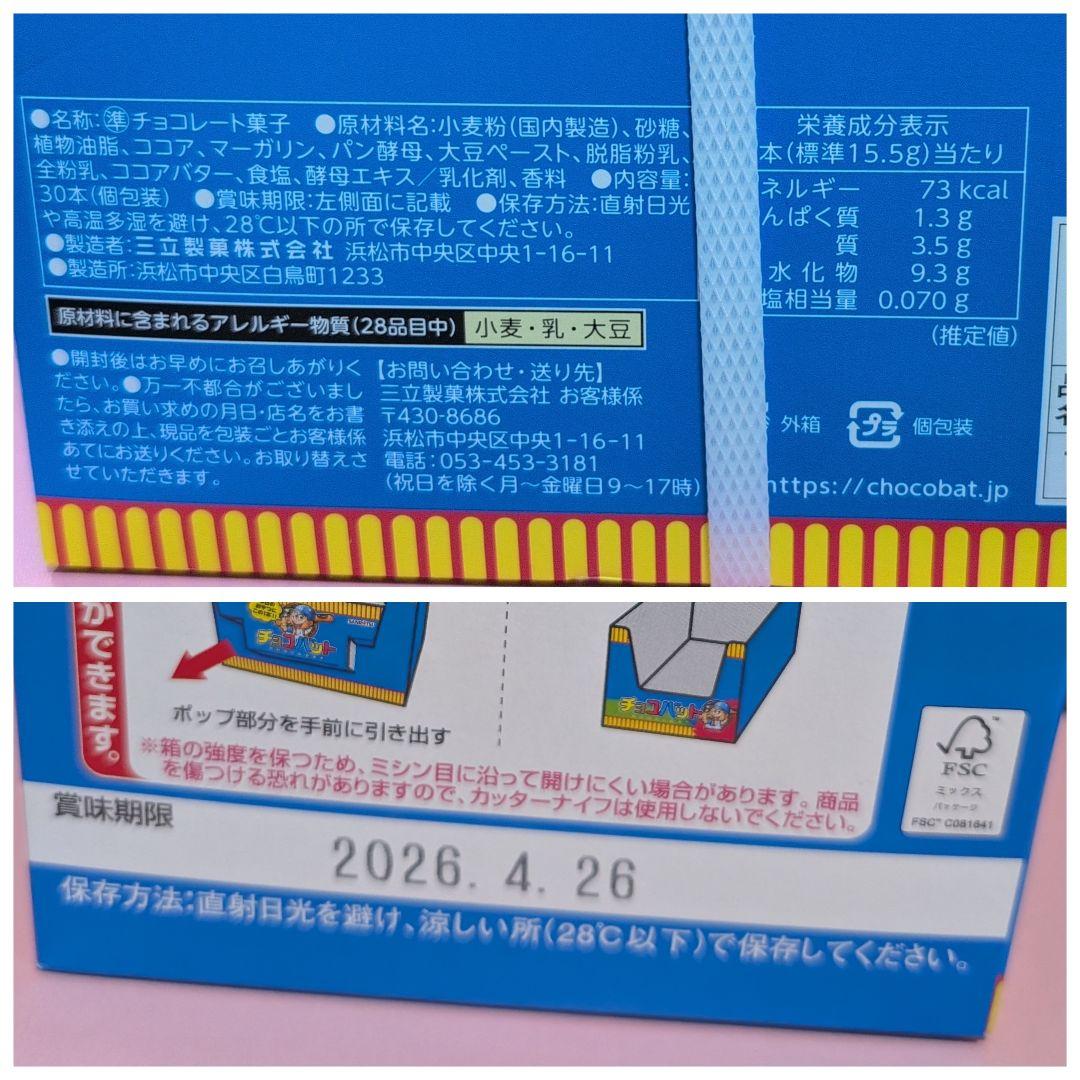 ●名称:準チョコレート菓子 ●原材料名:小麦粉(国内製造)、砂糖、
植物油脂、ココア、マーガリン、パン酵母、大豆ペースト、脱脂粉乳、
全粉乳、ココアバター、食塩、酵母エキス/乳化剤、香料 ●内容量:
30本(個包装) ●賞味期限:左側面に記載 ●保存方法:直射日光
や高温多湿を避け、28℃以下の所で保存してください。
●製造者:三立製菓株式会社 浜松市中央区中央1-16-11
●製造所:浜松市中央区白鳥町1233
栄養成分表示
本(標準15.5g)当たり
ネルギー 73 kcal
んぱく質 1.3 g
質 3.5 g
水化物 9.3 g
塩相当量 0.070 g
(推定値)
原材料に含まれるアレルギー物質(28品目中) 小麦・乳・大豆
●開封後はお早めにお召しあがりく
ださい。●万一不都合がございまし
たら、お買い求めの月日・店名をお書
き添えの上、現品を包装ごとお客様係
あてにお送りください。お取り替えさ
せていただきます。
【お問い合わせ・送り先】
三立製菓株式会社 お客様係
〒430-8686
浜松市中央区中央1-16-11
電話:053-453-3181
(祝日を除く月〜金曜日9〜17時)
外箱 プラ 個包装
https://chocobat.jp
ができます。
チョコバット
チョコバット
ポップ部分を手前に引き出す
※箱の強度を保つため、ミシン目に沿って開けにくい場合があります。商品
を傷つける恐れがありますので、カッターナイフは使用しないでください。
FSC
ミックス
パッケージ
FSC™ C081841
賞味期限
2026. 4. 26
保存方法:直射日光を避け、涼しい所(28℃以下)で保存してください。